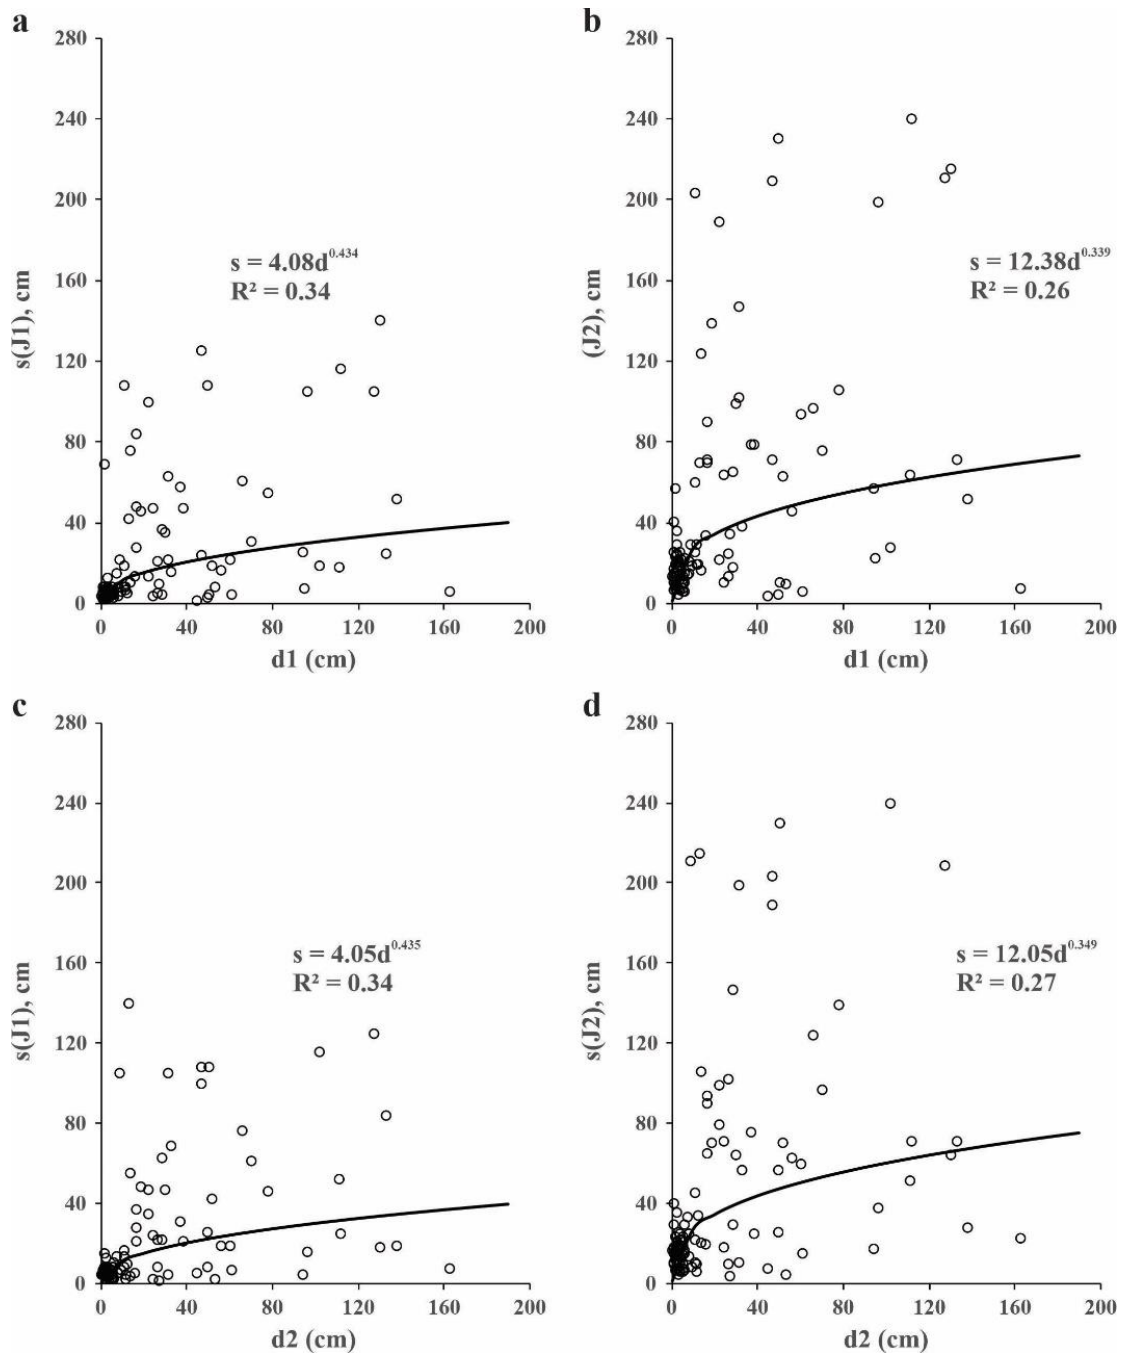 a
280
240
200
160
120
80
40
0
s(J1), cm
s = 4.08d^0.434
R² = 0.34
0 40 80 120 160 200
d1 (cm)
b
280
240
200
160
120
80
40
0
(J2), cm
s = 12.38d^0.339
R² = 0.26
0 40 80 120 160 200
d1 (cm)
c
280
240
200
160
120
80
40
0
s(J1), cm
s = 4.05d^0.435
R² = 0.34
0 40 80 120 160 200
d2 (cm)
d
280
240
200
160
120
80
40
0
s(J2), cm
s = 12.05d^0.349
R² = 0.27
0 40 80 120 160 200
d2 (cm)